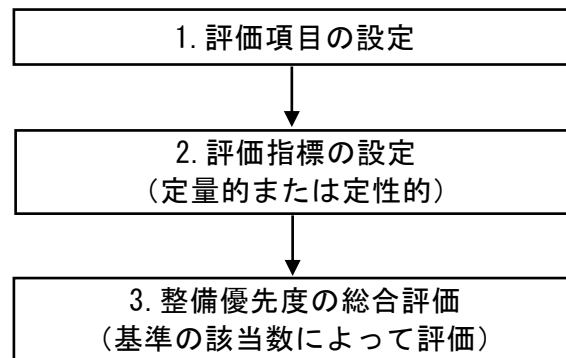 1.評価項目の設定
2.評価指標の設定
（定量的または定性的）
3.整備優先度の総合評価
（基準の該当数によって評価）